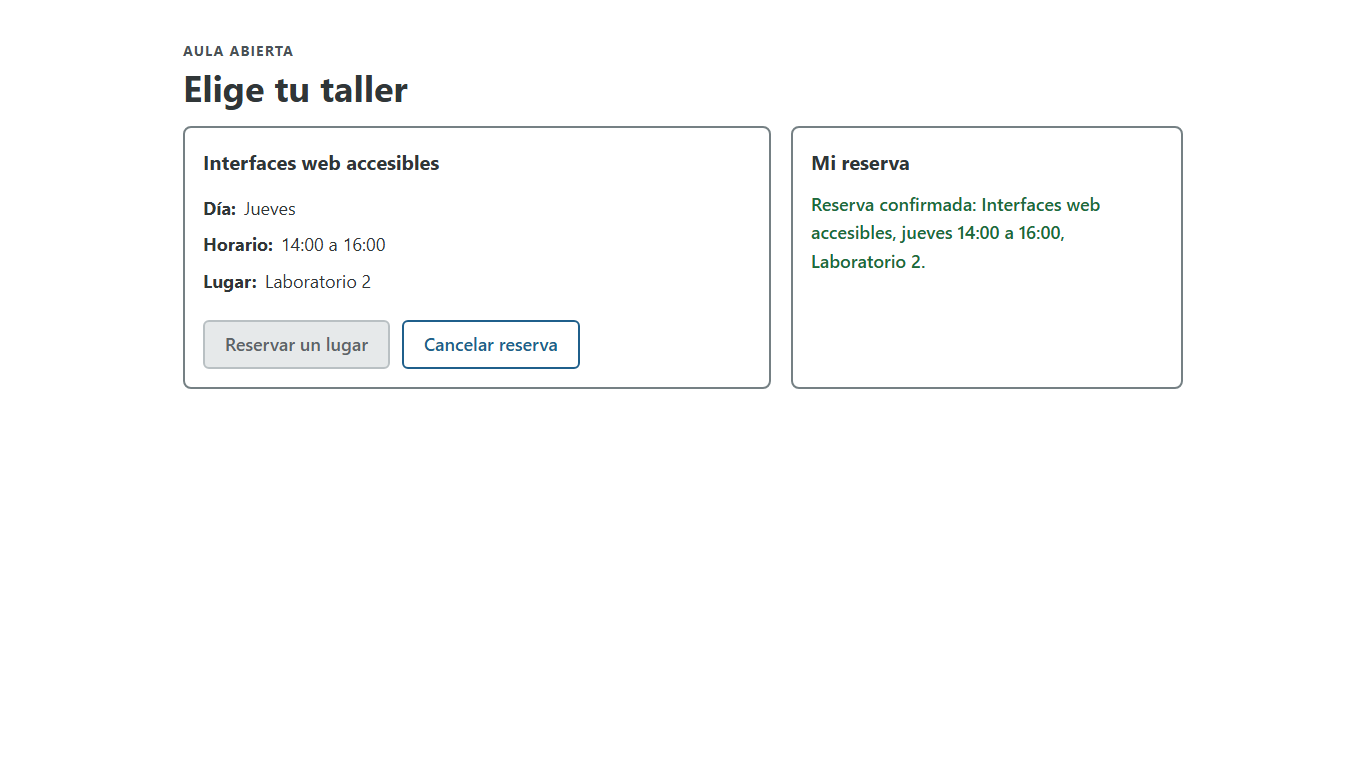 AULA ABIERTA
Elige tu taller
Interfaces web accesibles
Día: Jueves
Horario: 14:00 a 16:00
Lugar: Laboratorio 2
Reservar un lugar
Cancelar reserva
Mi reserva
Reserva confirmada: Interfaces web
accesibles, jueves 14:00 a 16:00,
Laboratorio 2.